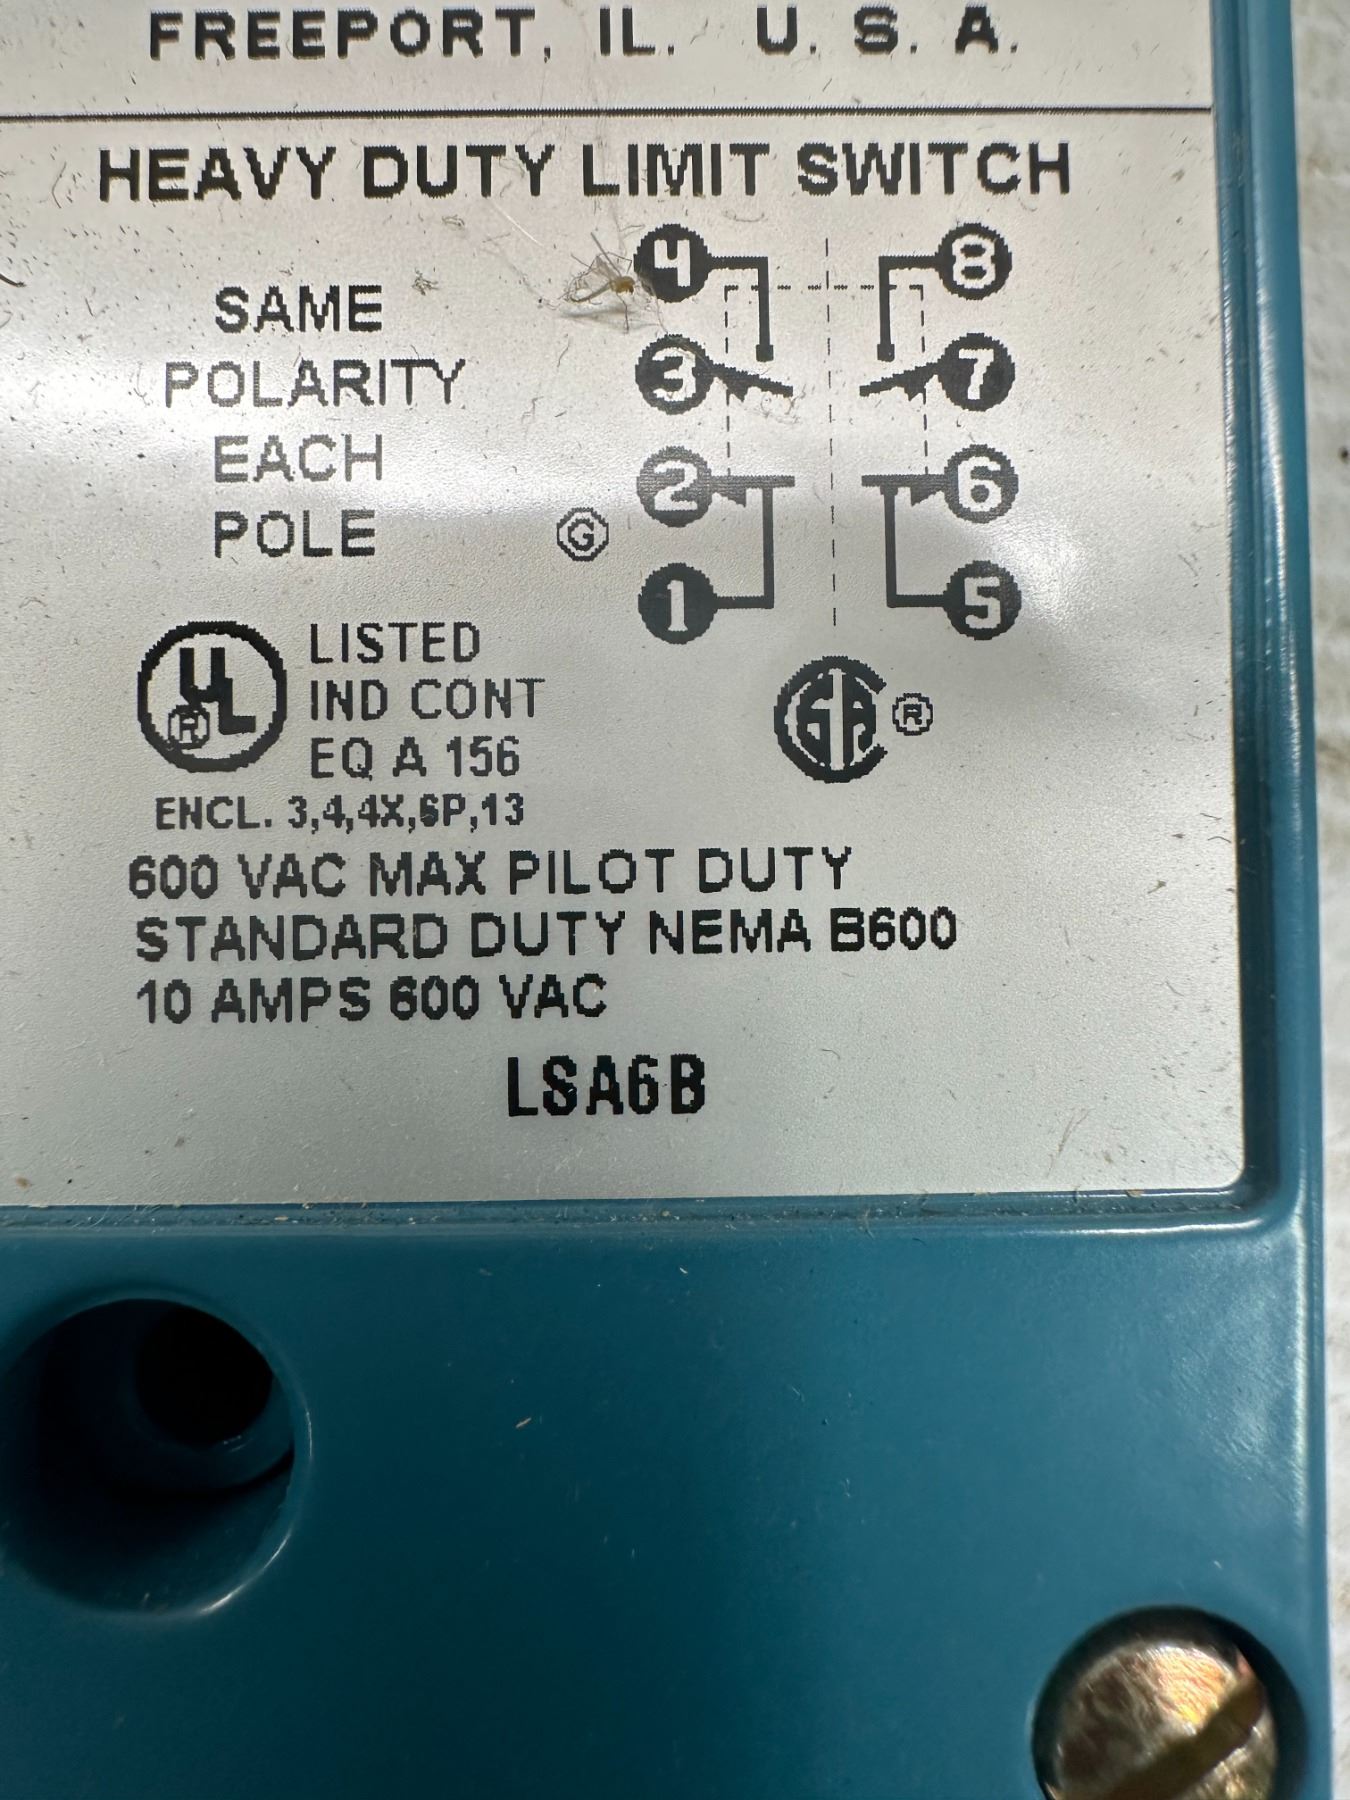 FREEPORT, IL. U. S. A.
HEAVY DUTY LIMIT SWITCH
SAME
POLARITY
EACH
POLE
G
4 8
3 7
2 6
1 5
UL ®
LISTED
IND CONT
EQ A 156
SA ®
ENCL. 3,4,4X,6P,13
600 VAC MAX PILOT DUTY
STANDARD DUTY NEMA B600
10 AMPS 600 VAC
LSA6B